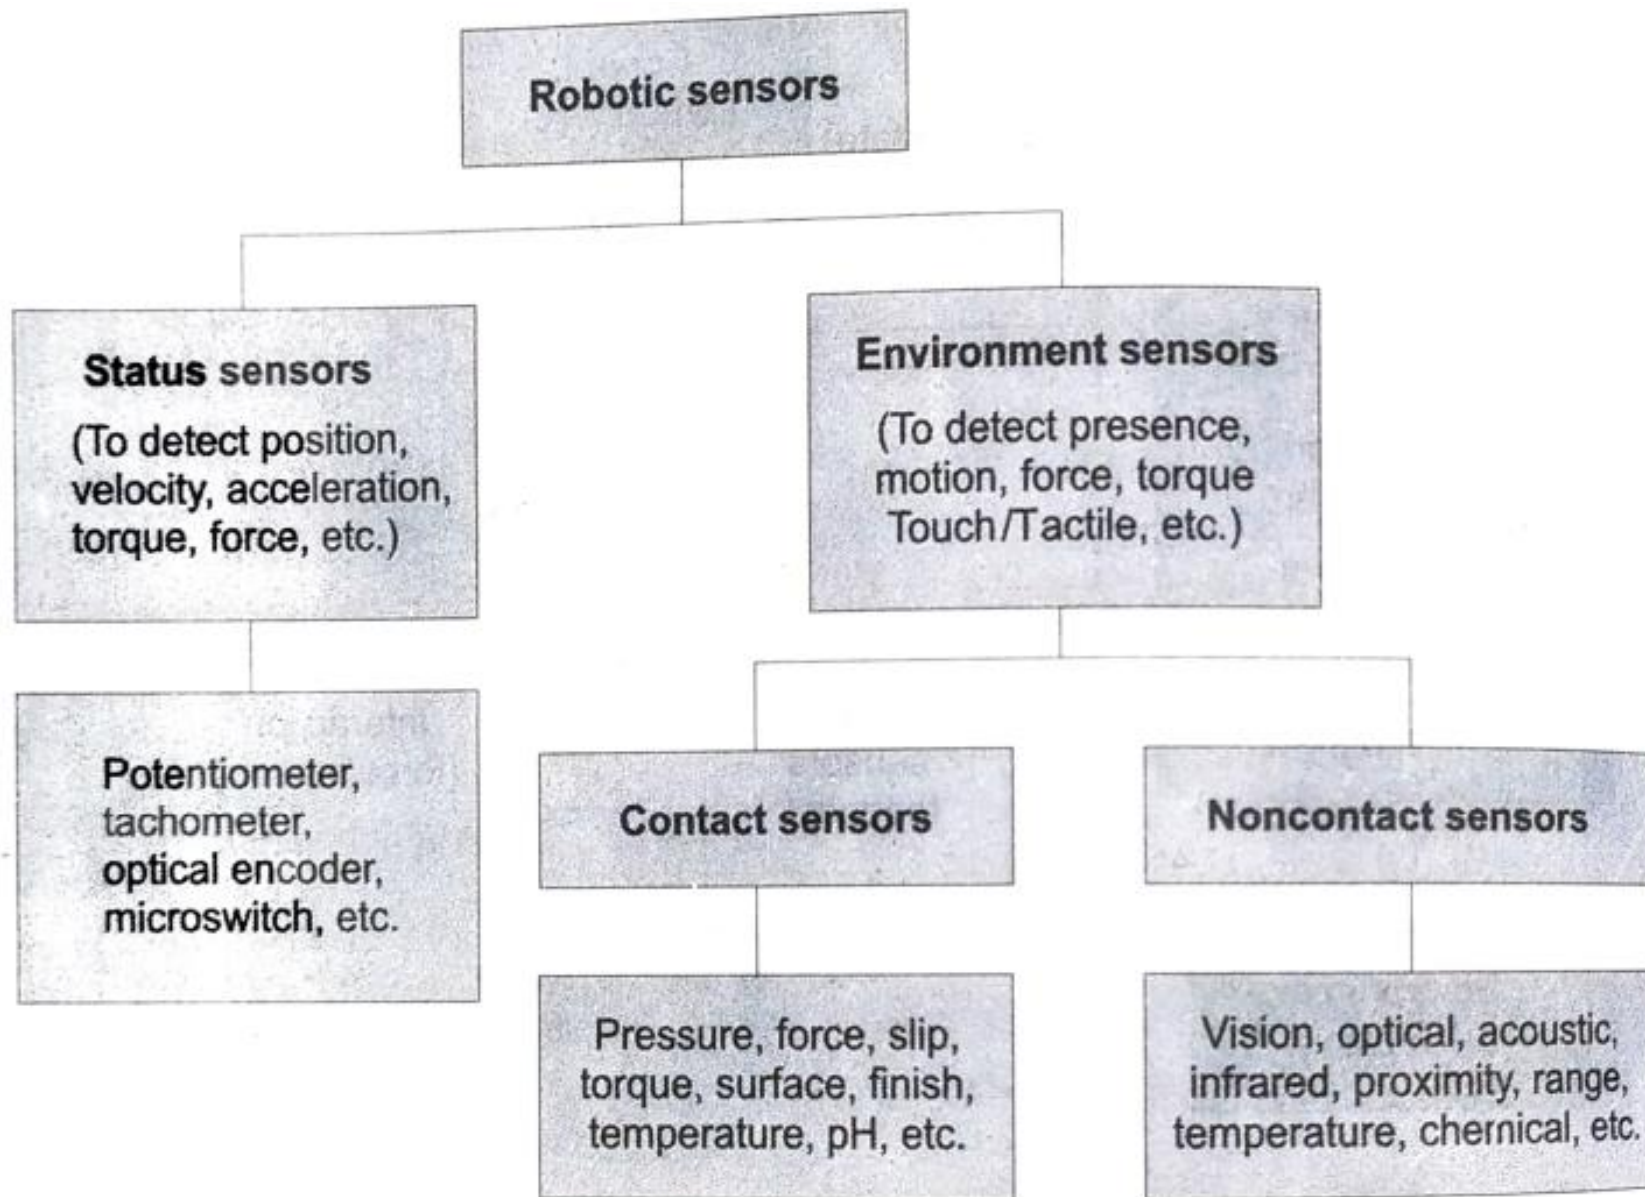 Robotic sensors
Status sensors
(To detect position,
velocity, acceleration,
torque, force, etc.)
Environment sensors
(To detect presence,
motion, force, torque
Touch/Tactile, etc.)
Potentiometer,
tachometer,
optical encoder,
microswitch, etc.
Contact sensors
Noncontact sensors
Pressure, force, slip,
torque, surface, finish,
temperature, pH, etc.
Vision, optical, acoustic,
infrared, proximity, range,
temperature, chernical, etc.